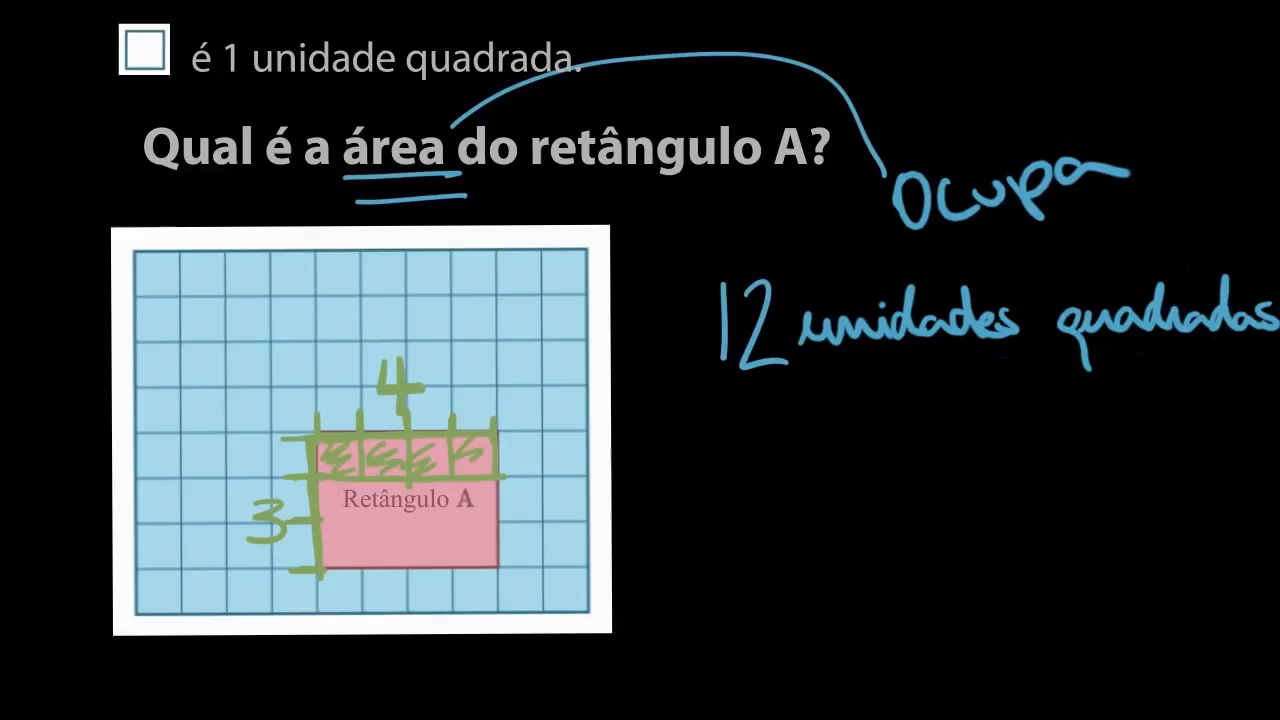 é 1 unidade quadrada.
Qual é a área do retângulo A?
ocupa
12 unidades quadradas
4
3
Retângulo A